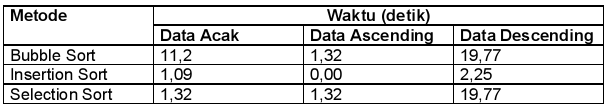 Metode Waktu (detik)
Data Acak Data Ascending Data Descending
Bubble Sort 11,2 1,32 19,77
Insertion Sort 1,09 0,00 2,25
Selection Sort 1,32 1,32 19,77